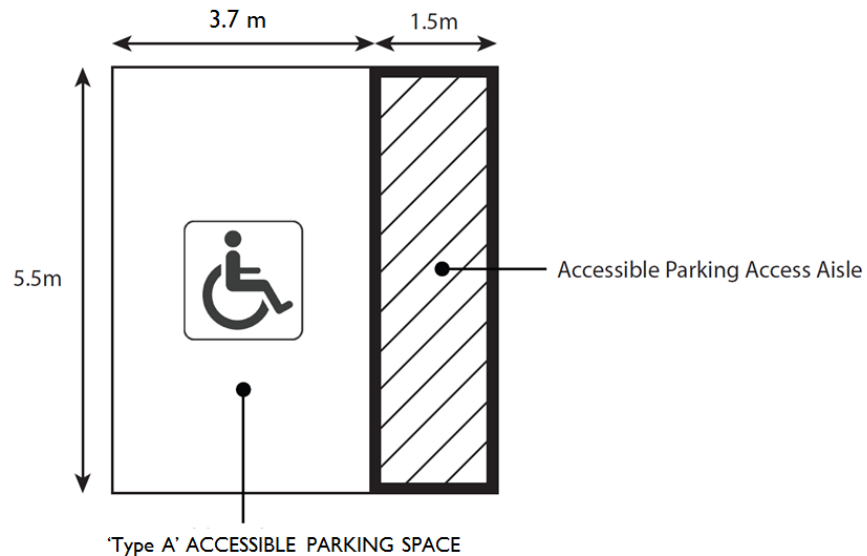 3.7 m
1.5m
5.5m
Accessible Parking Access Aisle
‘Type A’ ACCESSIBLE PARKING SPACE